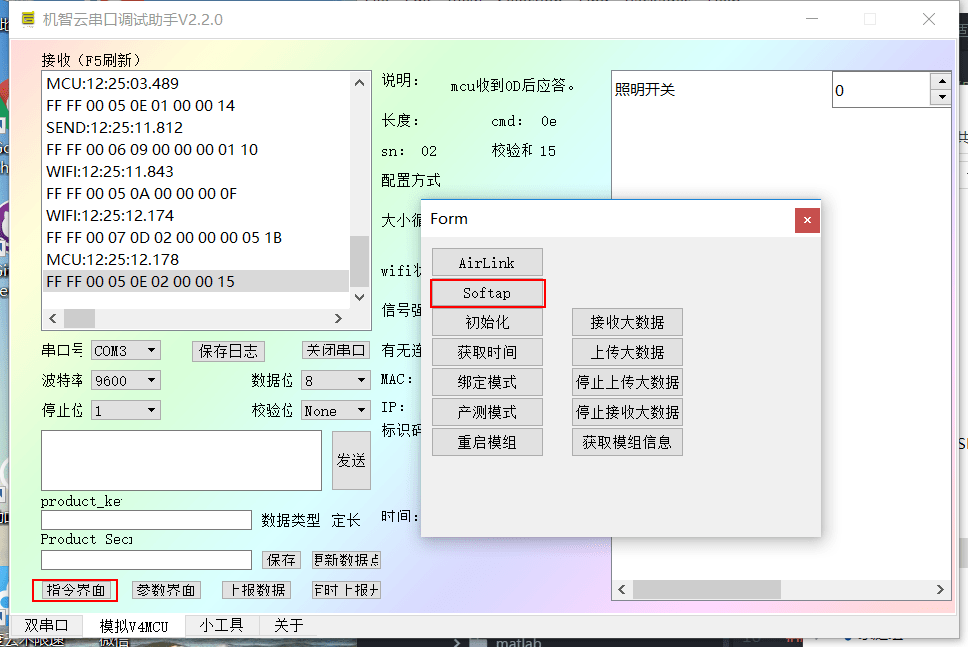 机智云串口调试助手V2.2.0
接收（F5刷新）
MCU:12:25:03.489
FF FF 00 05 0E 01 00 00 14
SEND:12:25:11.812
FF FF 00 06 09 00 00 00 01 10
WIFI:12:25:11.843
FF FF 00 05 0A 00 00 00 0F
WIFI:12:25:12.174
FF FF 00 07 0D 02 00 00 00 05 1B
MCU:12:25:12.178
FF FF 00 05 0E 02 00 00 15
说明： mcu收到0D后应答。
长度： cmd： 0e
sn： 02 校验和 15
配置方式
大小循
wifi状
信号强
有无连
MAC：
IP：
标识码
时间：
照明开关 0
Form
AirLink
Softap
初始化 接收大数据
获取时间 上传大数据
绑定模式 停止上传大数据
产测模式 停止接收大数据
重启模组 获取模组信息
串口号 COM3 保存日志 关闭串口
波特率 9600 数据位 8
停止位 1 校验位 None
发送
product_ke
数据类型 定长
Product Sec
保存 更新数据点
指令界面 参数界面 上报数据
双串口 模拟V4MCU 小工具 关于
微信
matlab